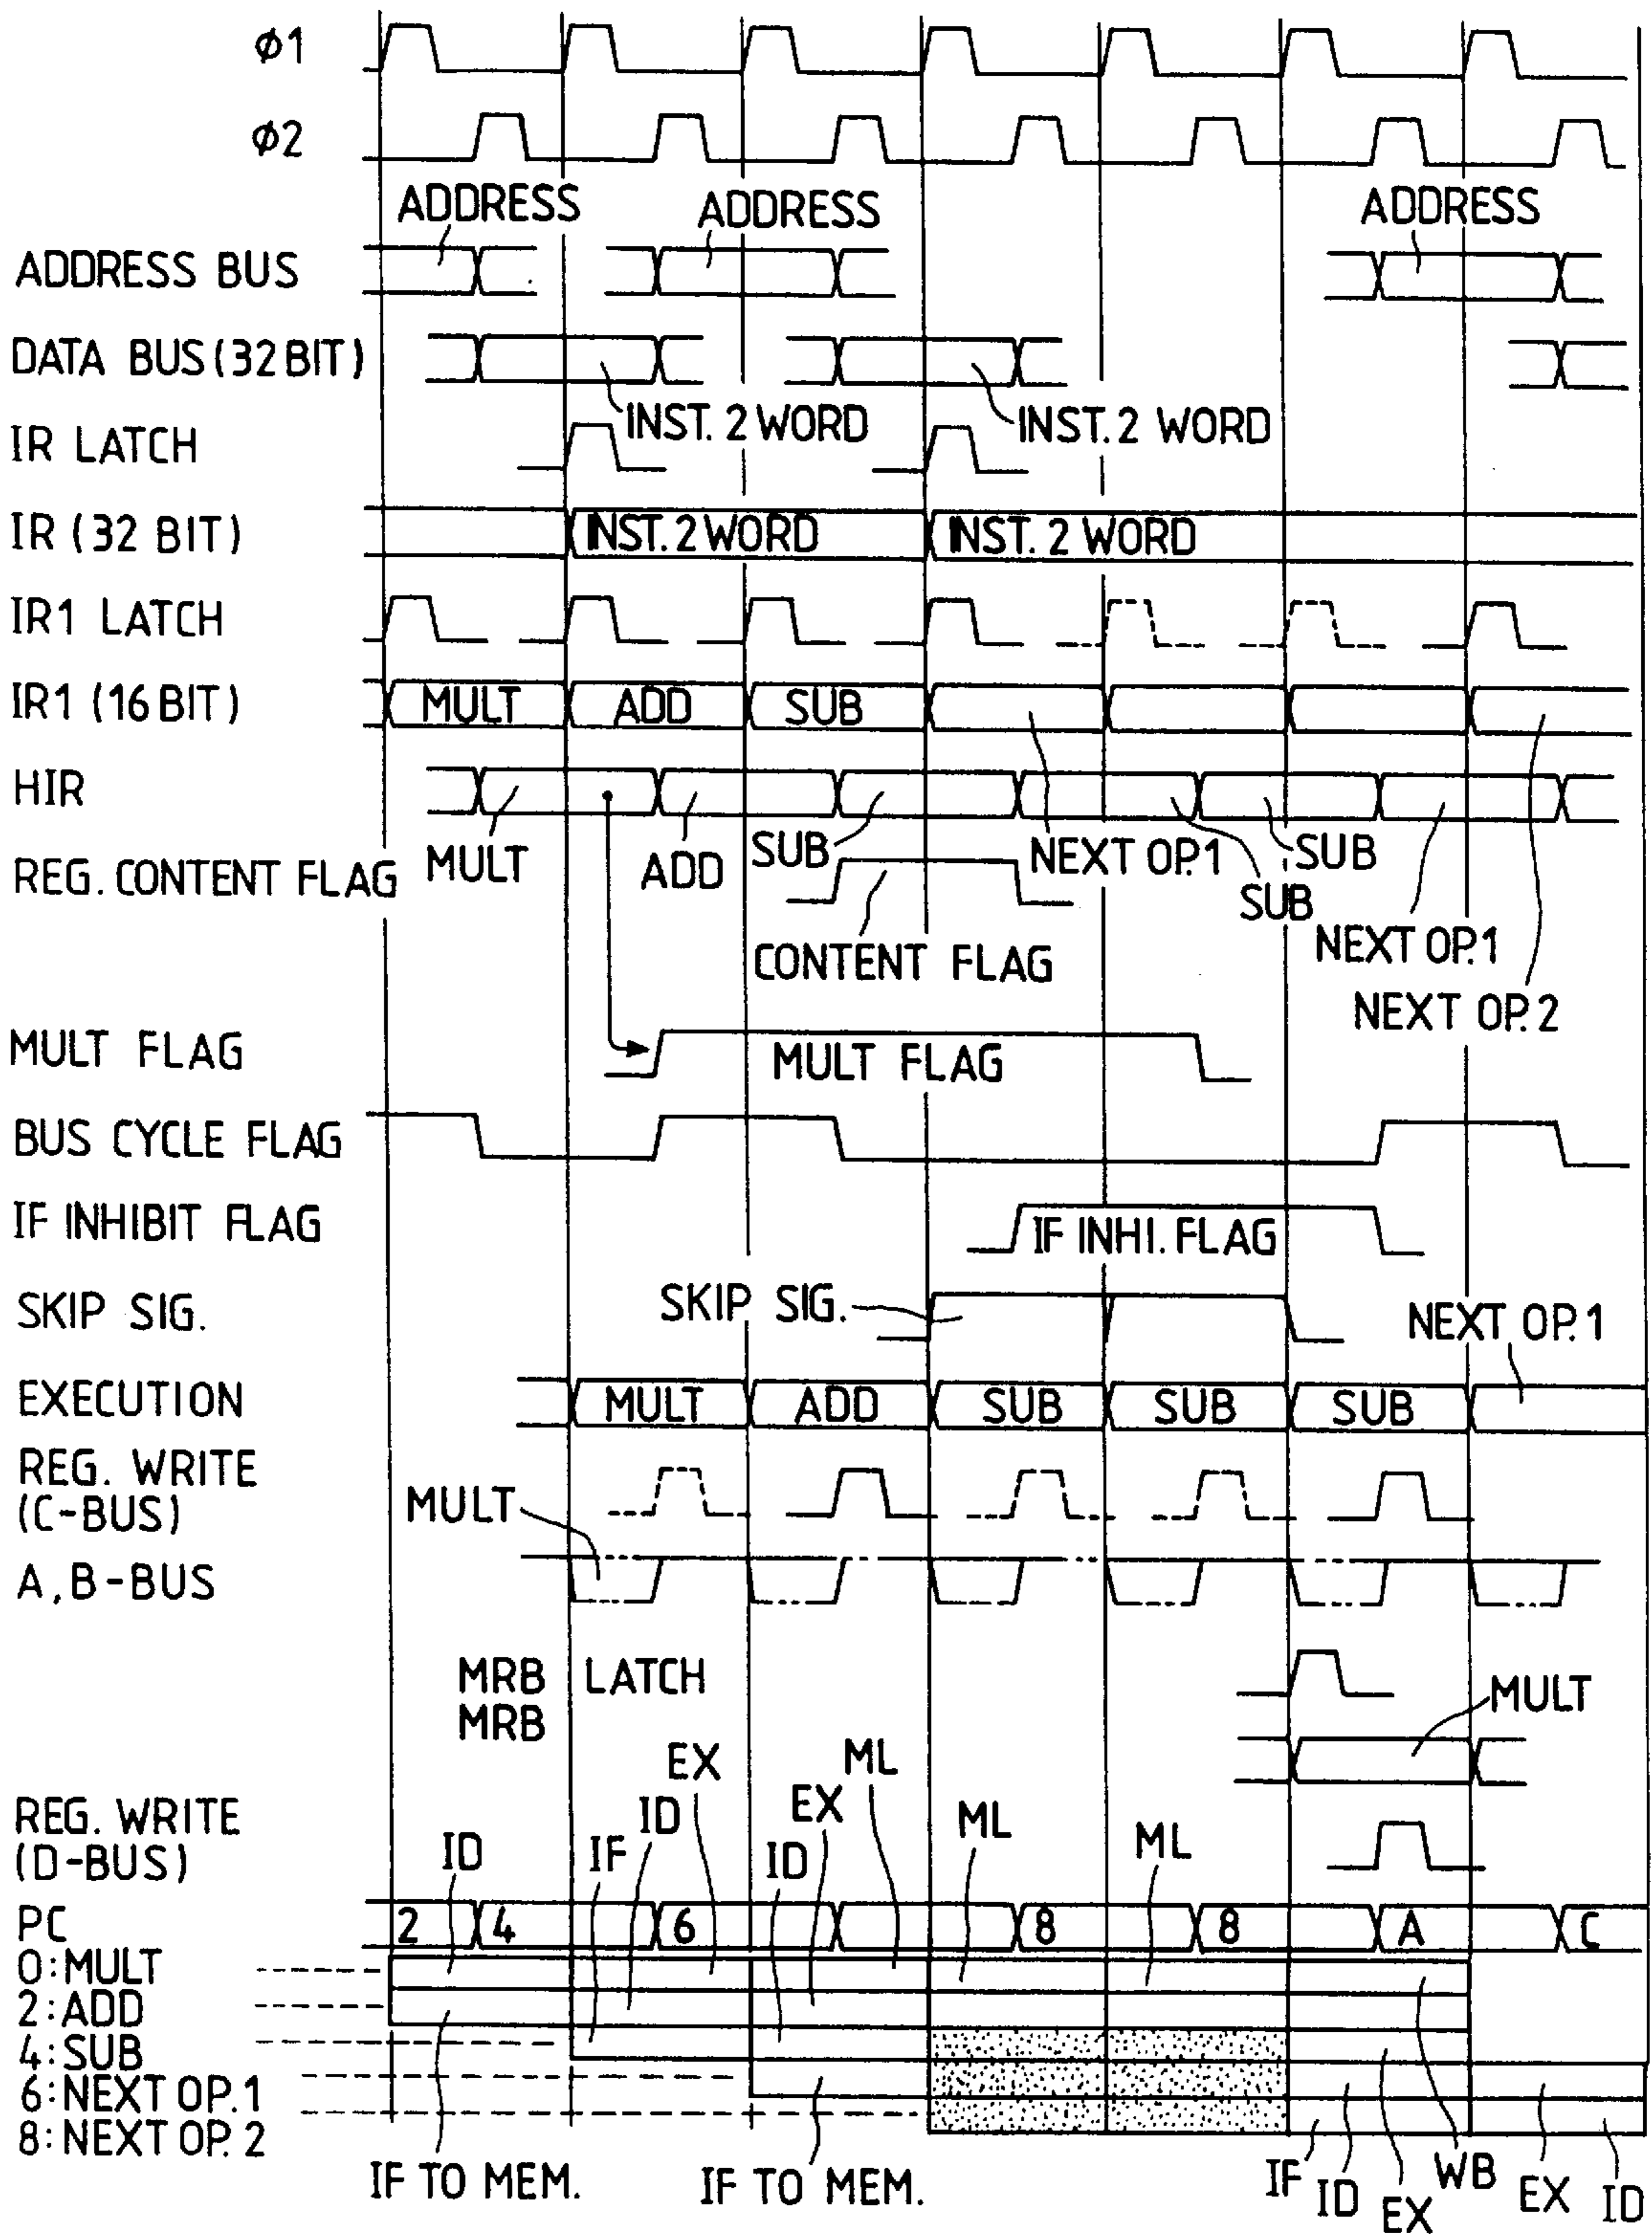 ø1
ø2
ADDRESS ADDRESS ADDRESS
ADDRESS BUS
DATA BUS (32 BIT)
INST. 2 WORD INST. 2 WORD
IR LATCH
IR (32 BIT) INST. 2 WORD INST. 2 WORD
IR1 LATCH
IR1 (16 BIT) MULT ADD SUB
HIR
MULT ADD SUB NEXT OP.1 SUB
REG. CONTENT FLAG
SUB
CONTENT FLAG NEXT OP.1
NEXT OP.2
MULT FLAG MULT FLAG
BUS CYCLE FLAG
IF INHIBIT FLAG IF INHI. FLAG
SKIP SIG. SKIP SIG. NEXT OP.1
EXECUTION MULT ADD SUB SUB SUB
REG. WRITE
(C-BUS) MULT
A, B-BUS
MRB LATCH
MRB MULT
EX ML
REG. WRITE
(D-BUS) ID IF ID ID EX ML ML
PC 2 4 6 8 8 A C
0:MULT
2:ADD
4:SUB
6:NEXT OP.1
8:NEXT OP.2
IF TO MEM. IF TO MEM. IF ID EX WB EX ID